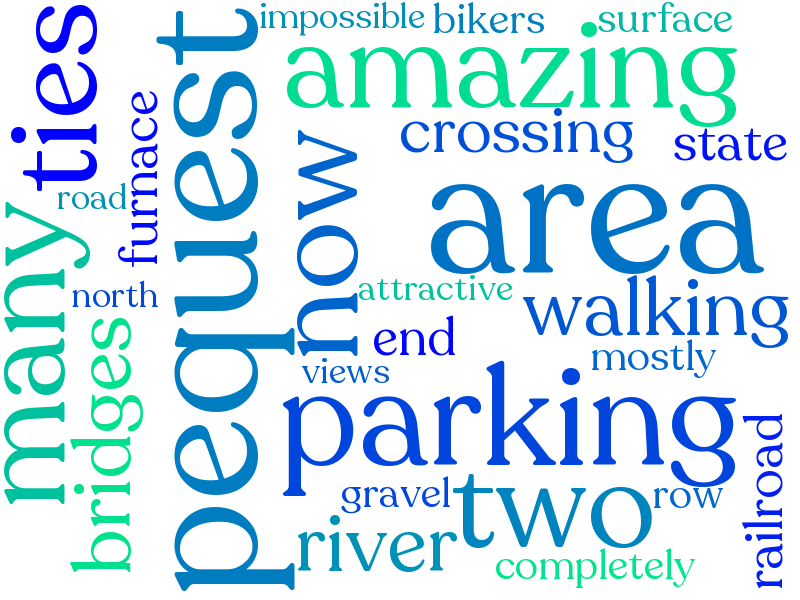 impossible
bikers
surface
ties
pequest
amazing
furnace
now
crossing
state
road
many
area
north
attractive
walking
bridges
end
mostly
views
parking
railroad
gravel
two
row
river
completely